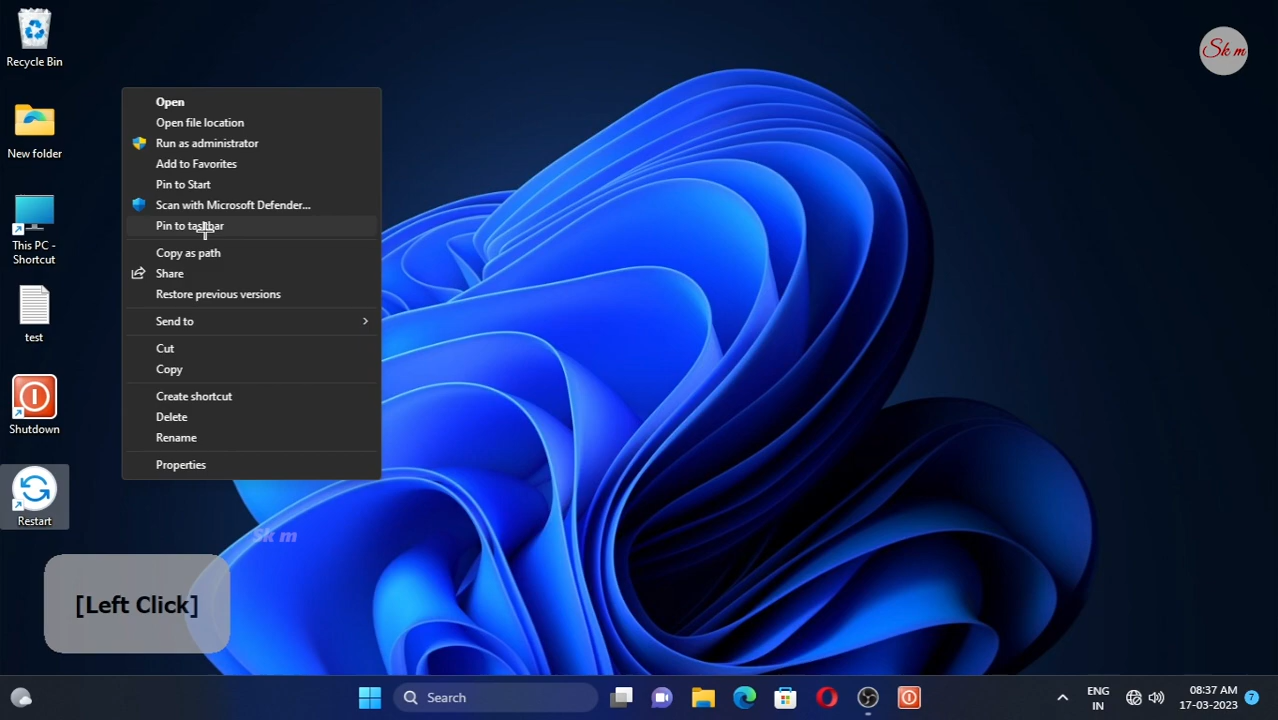 Recycle Bin
New folder
This PC -
Shortcut
test
Shutdown
Restart
Open
Open file location
Run as administrator
Add to Favorites
Pin to Start
Scan with Microsoft Defender...
Pin to taskbar
Copy as path
Share
Restore previous versions
Send to
Cut
Copy
Create shortcut
Delete
Rename
Properties
Sk m
Sk m
[Left Click]
Search
ENG
IN
08:37 AM
17-03-2023
7